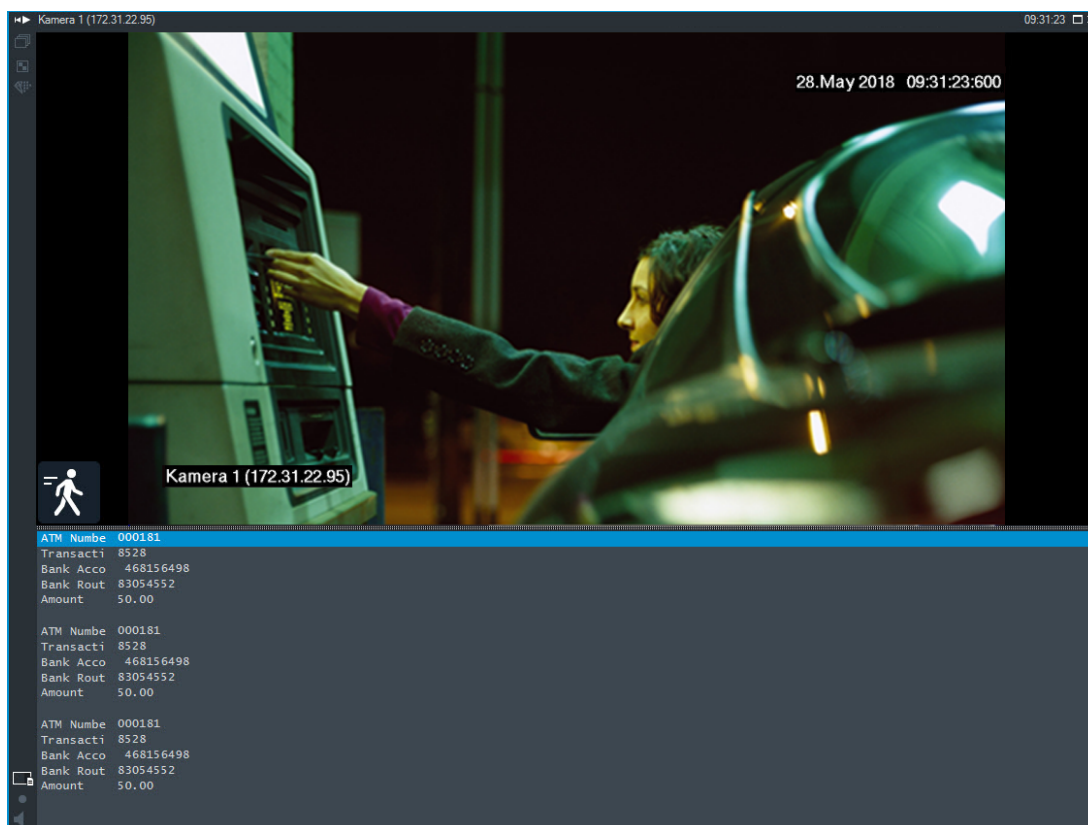 Kamera 1 (172.31.22.95) 09:31:23
28.May 2018 09:31:23:600
Kamera 1 (172.31.22.95)
ATM Numbe 000181
Transacti 8528
Bank Acco 468156498
Bank Rout 83054552
Amount 50.00
ATM Numbe 000181
Transacti 8528
Bank Acco 468156498
Bank Rout 83054552
Amount 50.00
ATM Numbe 000181
Transacti 8528
Bank Acco 468156498
Bank Rout 83054552
Amount 50.00